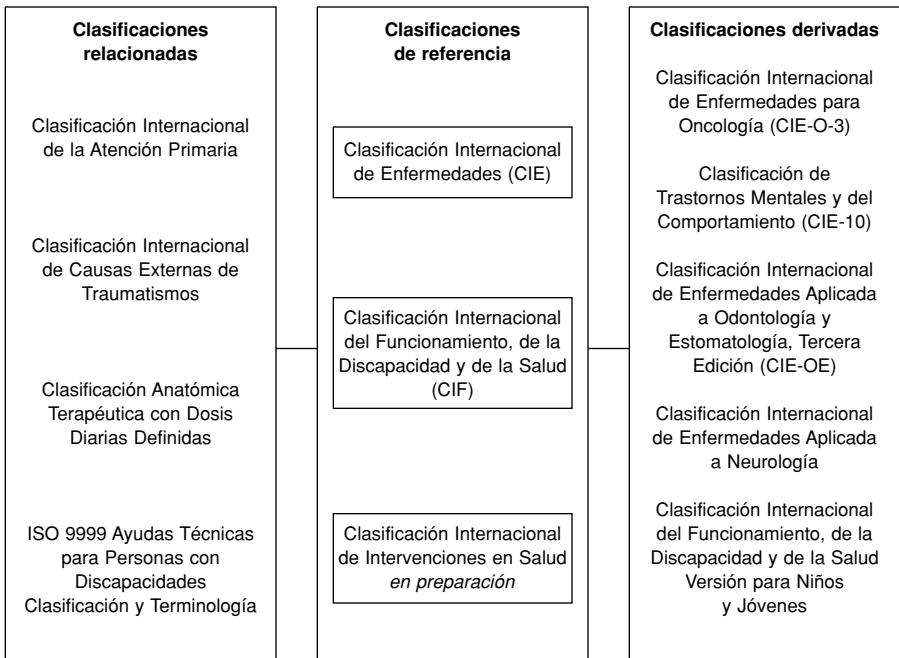 Clasificaciones
relacionadas
Clasificación Internacional
de la Atención Primaria
Clasificación Internacional
de Causas Externas de
Traumatismos
Clasificación Anatómica
Terapéutica con Dosis
Diarias Definidas
ISO 9999 Ayudas Técnicas
para Personas con
Discapacidades
Clasificación y Terminología
Clasificaciones
de referencia
Clasificación Internacional
de Enfermedades (CIE)
Clasificación Internacional
del Funcionamiento, de la
Discapacidad y de la Salud
(CIF)
Clasificación Internacional
de Intervenciones en Salud
en preparación
Clasificaciones derivadas
Clasificación Internacional
de Enfermedades para
Oncología (CIE-O-3)
Clasificación de
Trastornos Mentales y del
Comportamiento (CIE-10)
Clasificación Internacional
de Enfermedades Aplicada
a Odontología y
Estomatología, Tercera
Edición (CIE-OE)
Clasificación Internacional
de Enfermedades Aplicada
a Neurología
Clasificación Internacional
del Funcionamiento, de la
Discapacidad y de la Salud
Versión para Niños
y Jóvenes